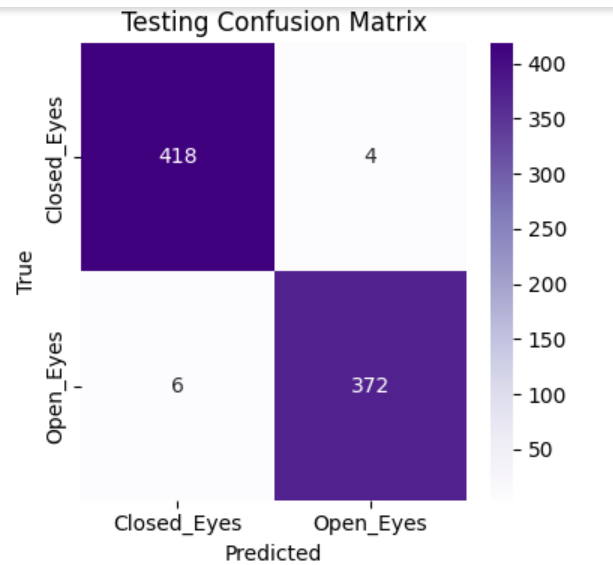 Testing Confusion Matrix
Closed_Eyes
418
4
True
Open_Eyes
6
372
Closed_Eyes
Open_Eyes
Predicted
400
350
300
250
200
150
100
50